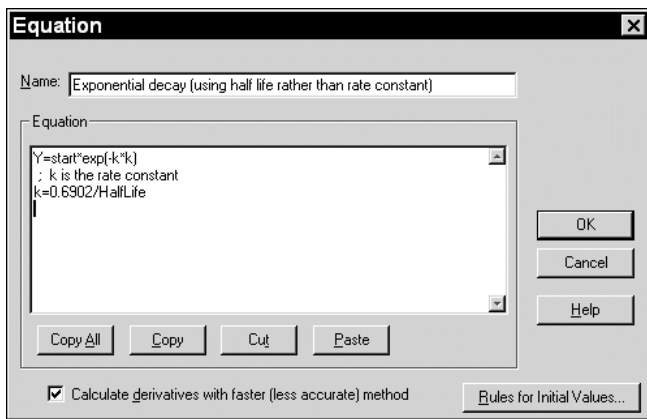 Equation
Name: Exponential decay (using half life rather than rate constant)
Equation
Y=start*exp(-k*k)
; k is the rate constant
k=0.6902/HalfLife
OK
Cancel
Help
Copy All Copy Cut Paste
Calculate derivatives with faster (less accurate) method
Rules for Initial Values...